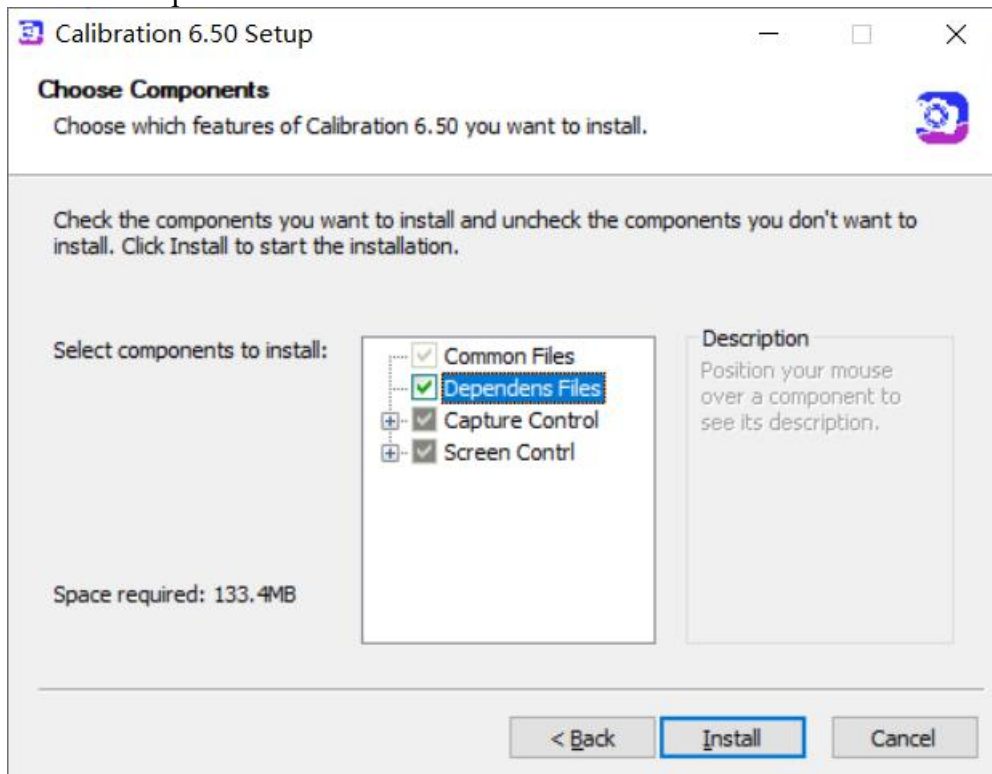 Calibration 6.50 Setup
Choose Components
Choose which features of Calibration 6.50 you want to install.
Check the components you want to install and uncheck the components you don't want to
install. Click Install to start the installation.
Select components to install:
Common Files
Dependens Files
Capture Control
Screen Contrl
Description
Position your mouse
over a component to
see its description.
Space required: 133.4MB
< Back
Install
Cancel